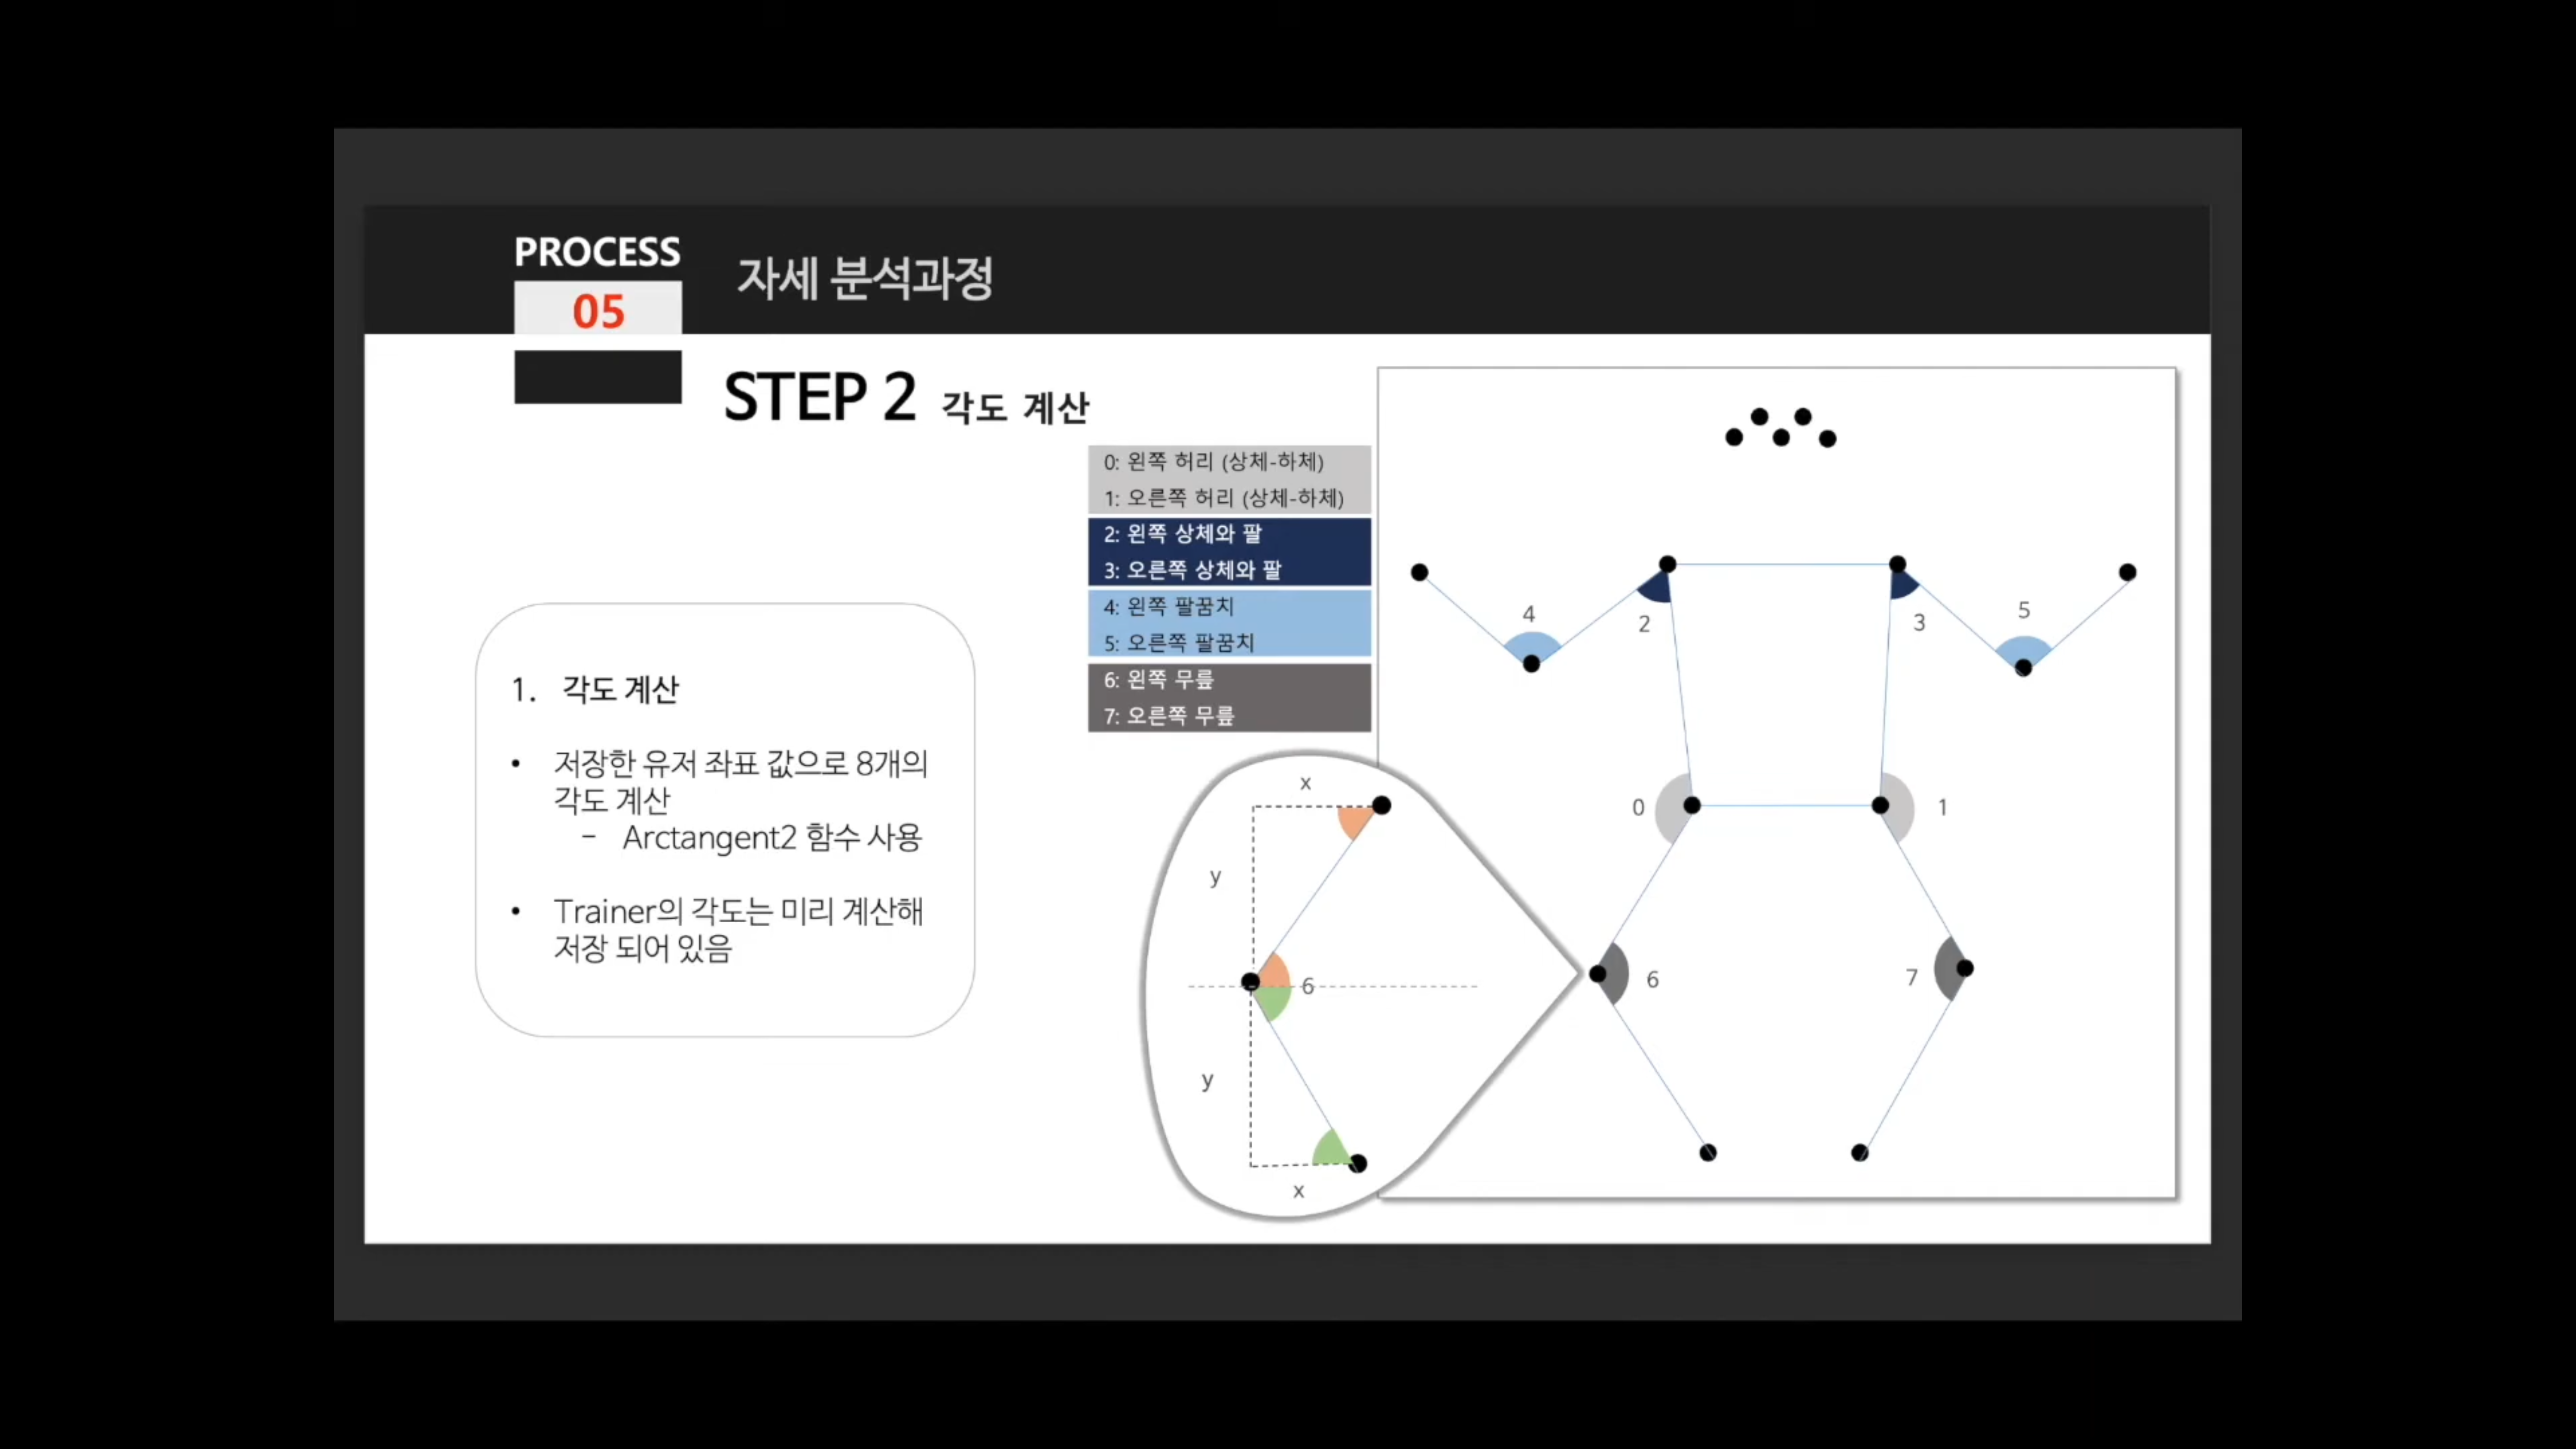 PROCESS
05
자세 분석과정
STEP 2 각도 계산
0: 왼쪽 허리 (상체-하체)
1: 오른쪽 허리 (상체-하체)
2: 왼쪽 상체와 팔
3: 오른쪽 상체와 팔
4: 왼쪽 팔꿈치
5: 오른쪽 팔꿈치
6: 왼쪽 무릎
7: 오른쪽 무릎
1. 각도 계산
• 저장한 유저 좌표 값으로 8개의
각도 계산
- Arctangent2 함수 사용
• Trainer의 각도는 미리 계산해
저장 되어 있음
x
y
6
y
x
4
2
3
5
0
1
6
7